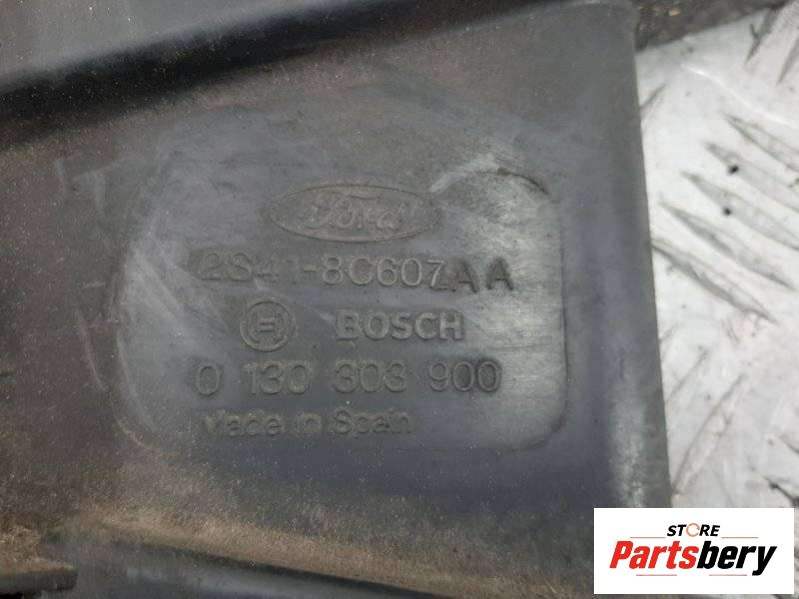 Ford
2S41-8C607AA
BOSCH
0 130 303 900
Made in Spain
STORE
Partsbery